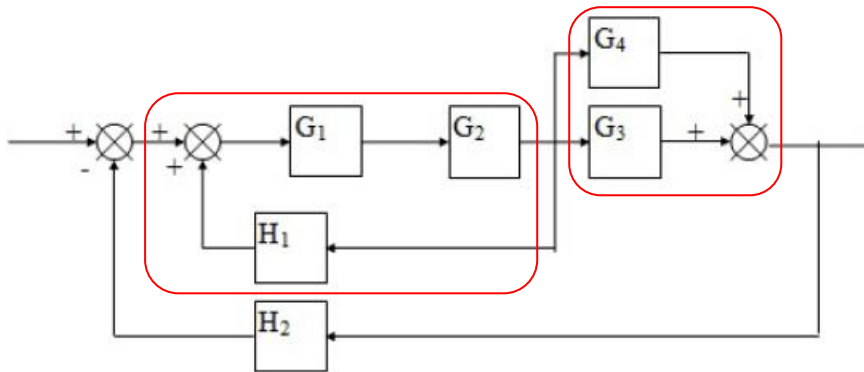 G₄
+ + + G₁ G₂ G₃ +
- +
H₁
H₂